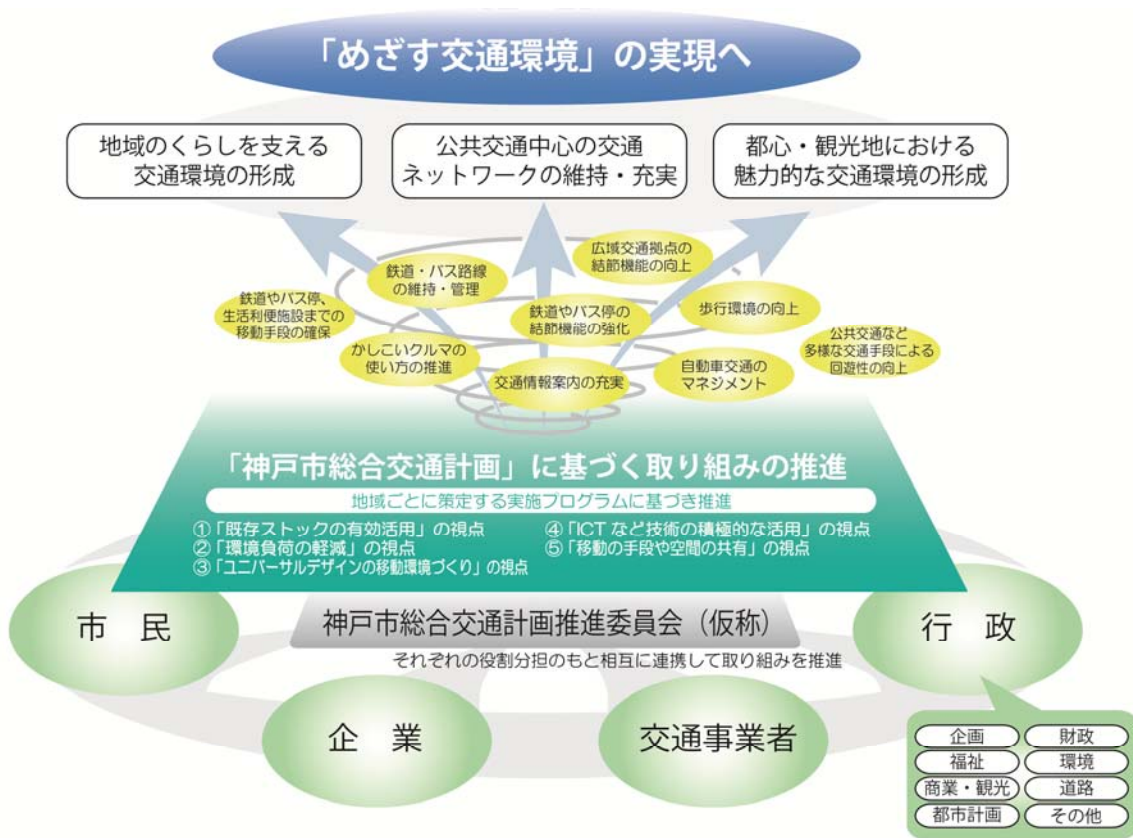 「めざす交通環境」の実現へ
地域のくらしを支える
交通環境の形成
公共交通中心の交通
ネットワークの維持・充実
都心・観光地における
魅力的な交通環境の形成
広域交通拠点の
結節機能の向上
鉄道・バス路線
の維持・管理
鉄道やバス停、
生活利便施設までの
移動手段の確保
鉄道やバス停の
結節機能の強化
歩行環境の向上
かしこいクルマの
使い方の推進
交通情報案内の充実
自動車交通の
マネジメント
公共交通など
多様な交通手段による
回遊性の向上
「神戸市総合交通計画」に基づく取り組みの推進
地域ごとに策定する実施プログラムに基づき推進
①「既存ストックの有効活用」の視点
②「環境負荷の軽減」の視点
③「ユニバーサルデザインの移動環境づくり」の視点
④「ICTなど技術の積極的な活用」の視点
⑤「移動の手段や空間の共有」の視点
市 民
神戸市総合交通計画推進委員会（仮称）
行 政
それぞれの役割分担のもと相互に連携して取り組みを推進
企 業
交通事業者
企画
財政
福祉
環境
商業・観光
道路
都市計画
その他